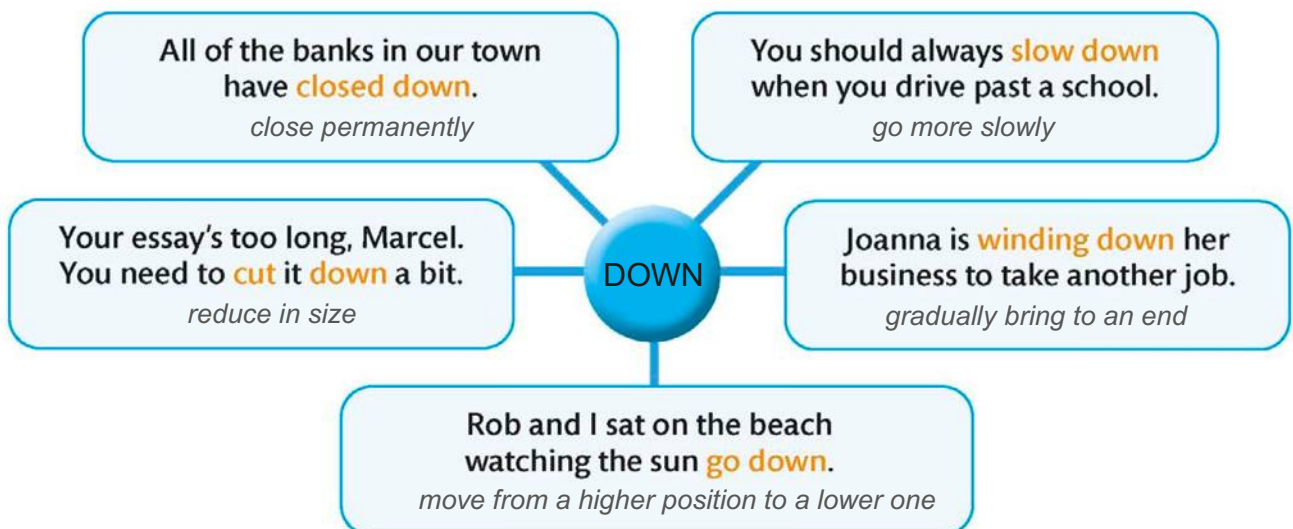 All of the banks in our town
have closed down.
close permanently
You should always slow down
when you drive past a school.
go more slowly
Your essay's too long, Marcel.
You need to cut it down a bit.
reduce in size
DOWN
Joanna is winding down her
business to take another job.
gradually bring to an end
Rob and I sat on the beach
watching the sun go down.
move from a higher position to a lower one